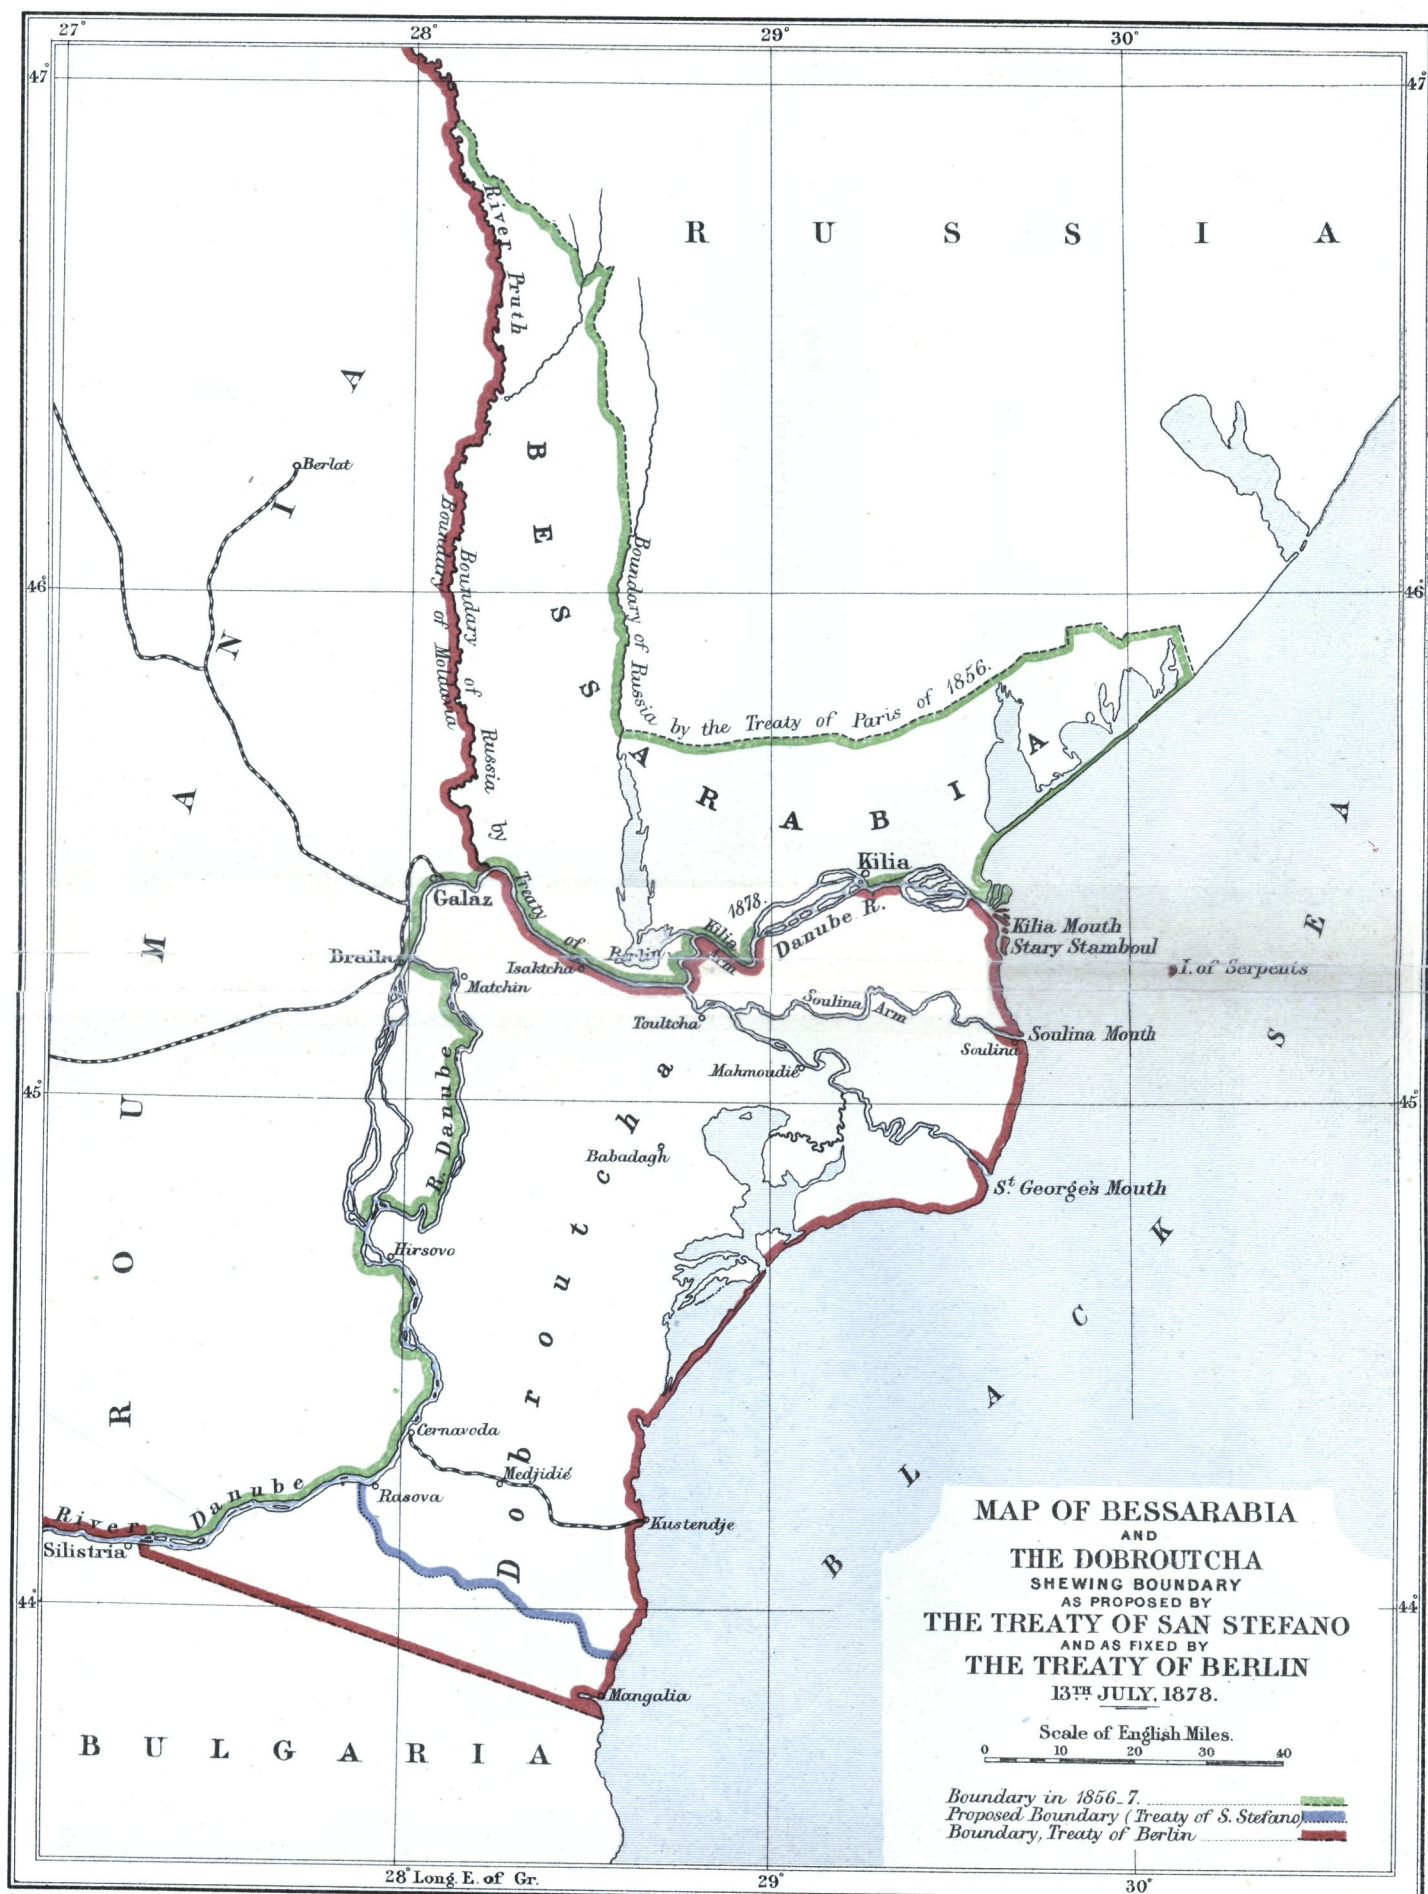 27°
28°
29°
30°
47°
47°
RUSSIA
River Pruth
Berlat
BESSARABIA
ROUMANIA
46°
46°
Boundary of Moldavia
Boundary of Russia by Treaty of Berlin 1878.
Boundary of Russia by the Treaty of Paris of 1856.
Galaz
Kilia
Kilia Arm
Danube R.
Kilia Mouth
Stary Stamboul
Braila
Isaktcha
I. of Serpents
Matchin
Toultcha
Soulina Arm
Soulina Mouth
Soulina
Mahmoudié
45°
45°
R. Danube
Babadagh
St. George's Mouth
Hirsovo
Dobroutcha
BLACK SEA
Cernavoda
Medjidié
Rasova
Kustendje
River Danube
Silistria
44°
44°
Mangalia
BULGARIA
MAP OF BESSARABIA
AND
THE DOBROUTCHA
SHEWING BOUNDARY
AS PROPOSED BY
THE TREATY OF SAN STEFANO
AND AS FIXED BY
THE TREATY OF BERLIN
13TH JULY, 1878.
Scale of English Miles.
0 10 20 30 40
Boundary in 1856-7.
Proposed Boundary (Treaty of S. Stefano)
Boundary, Treaty of Berlin
28° Long. E. of Gr.
29°
30°